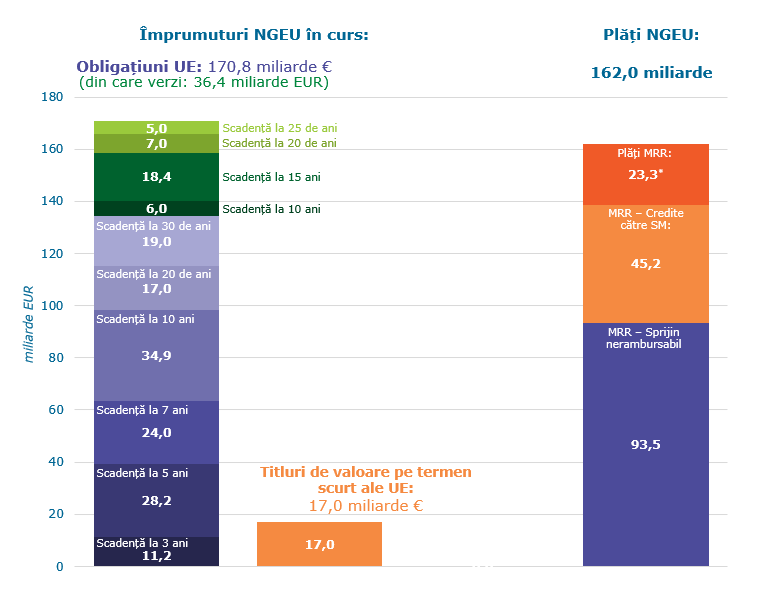 Împrumuturi NGEU în curs:
Plăți NGEU:
Obligațiuni UE: 170,8 miliarde €
(din care verzi: 36,4 miliarde EUR)
162,0 miliarde
180
160
140
120
100
80
60
40
20
0
miliarde EUR
5,0
Scadență la 25 de ani
7,0
Scadență la 20 de ani
18,4
Scadență la 15 ani
6,0
Scadență la 10 ani
Scadență la 30 de ani
19,0
Scadență la 20 de ani
17,0
Scadență la 10 ani
34,9
Scadență la 7 ani
24,0
Scadență la 5 ani
28,2
Scadență la 3 ani
11,2
Titluri de valoare pe termen
scurt ale UE:
17,0 miliarde €
17,0
Plăți MRR:
23,3*
MRR – Credite
către SM:
45,2
MRR – Sprijin
nerambursabil
93,5